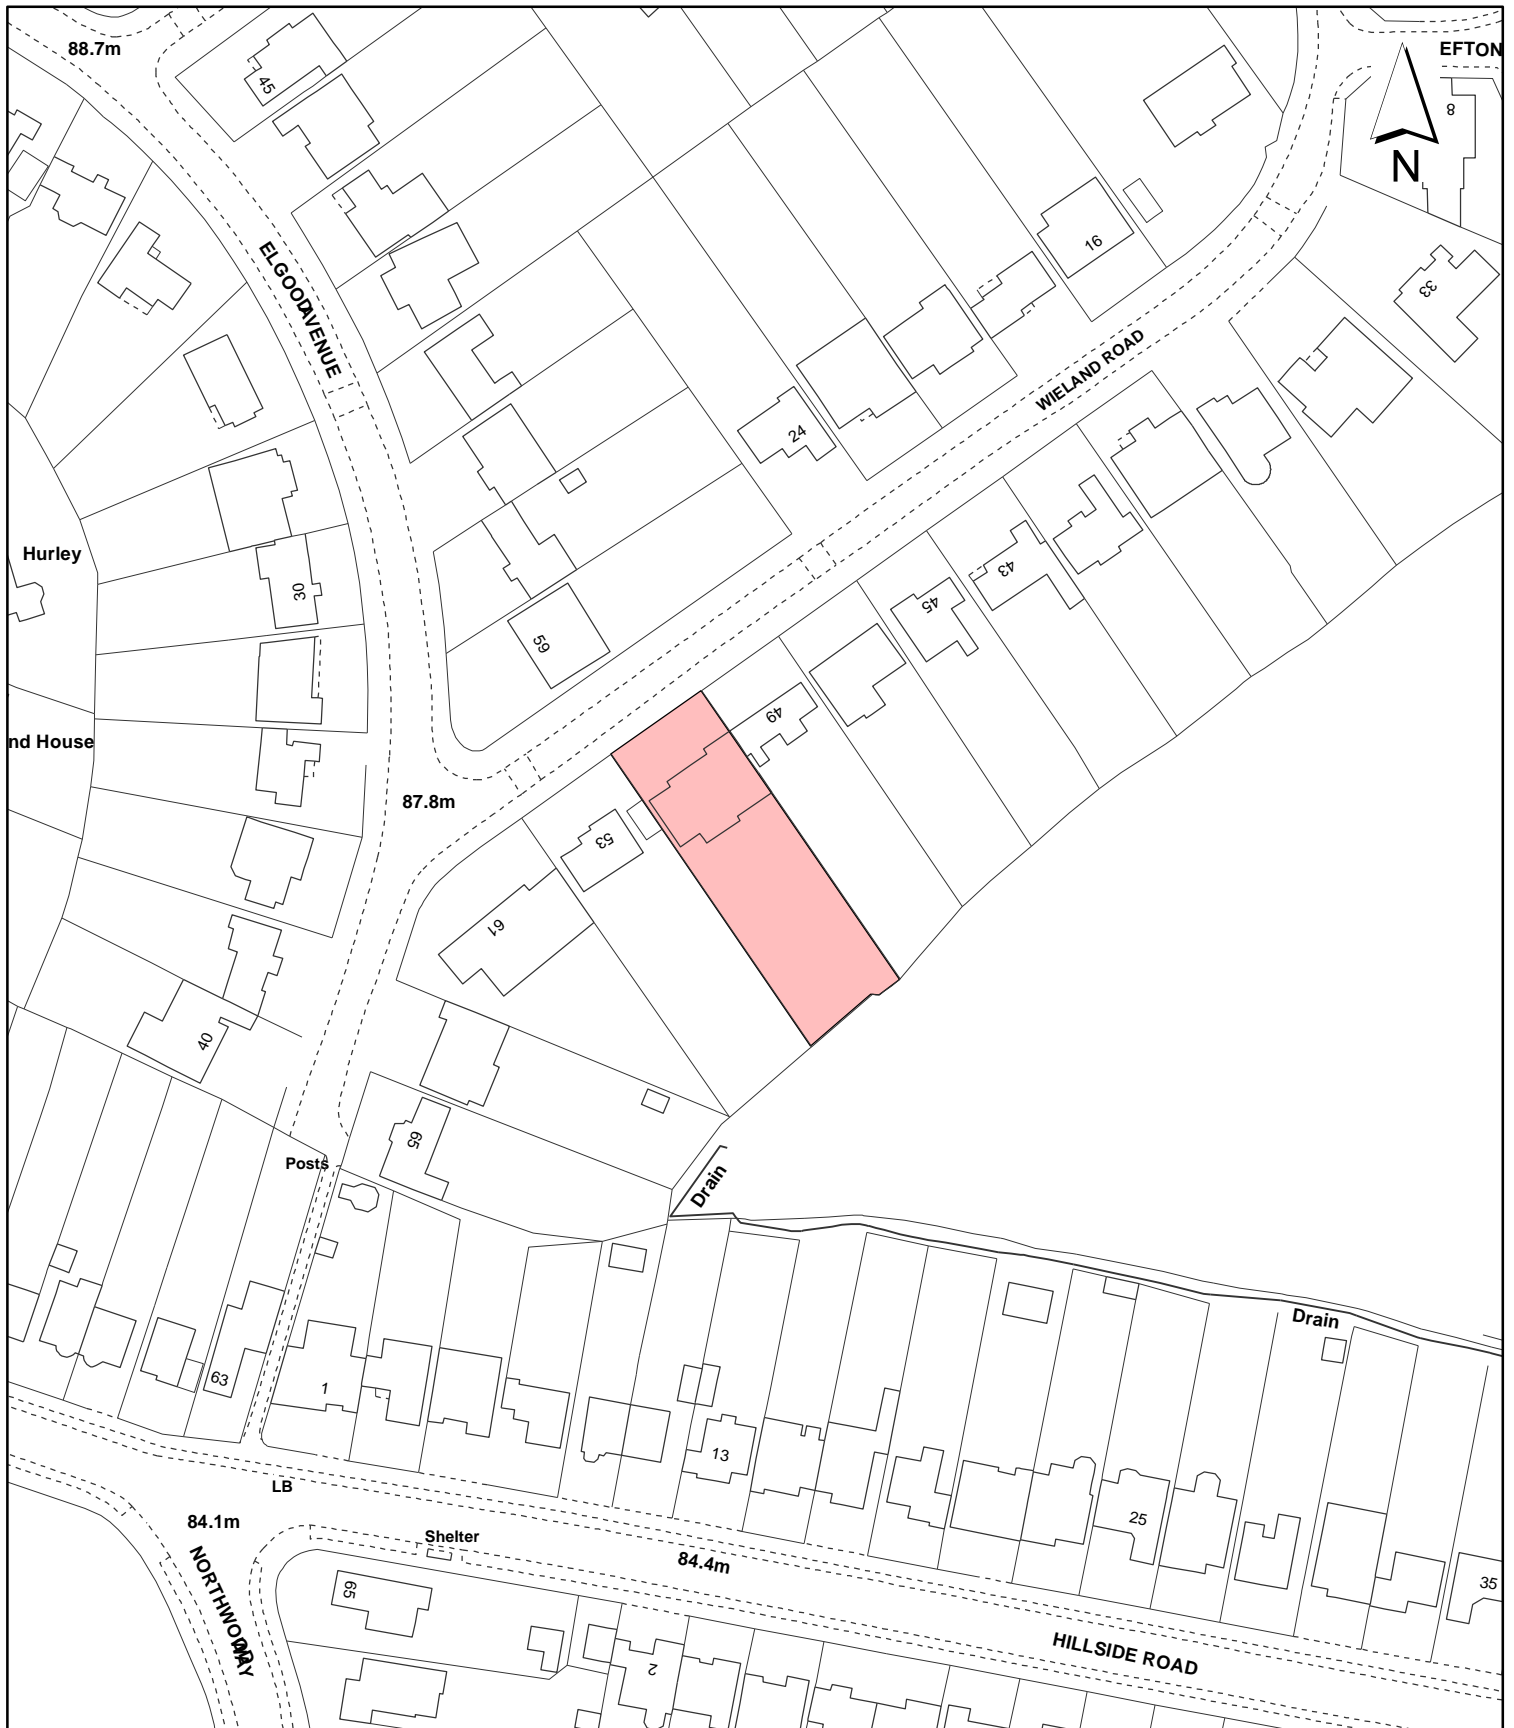 88.7m
45
EFTON
8
N
ELGOOD AVENUE
16
33
WIELAND ROAD
24
Hurley
30
43
45
59
49
nd House
87.8m
53
61
40
65
Posts
Drain
Drain
63
1
13
25
LB
84.1m
Shelter
84.4m
35
65
NORTHWOOD WAY
2
HILLSIDE ROAD